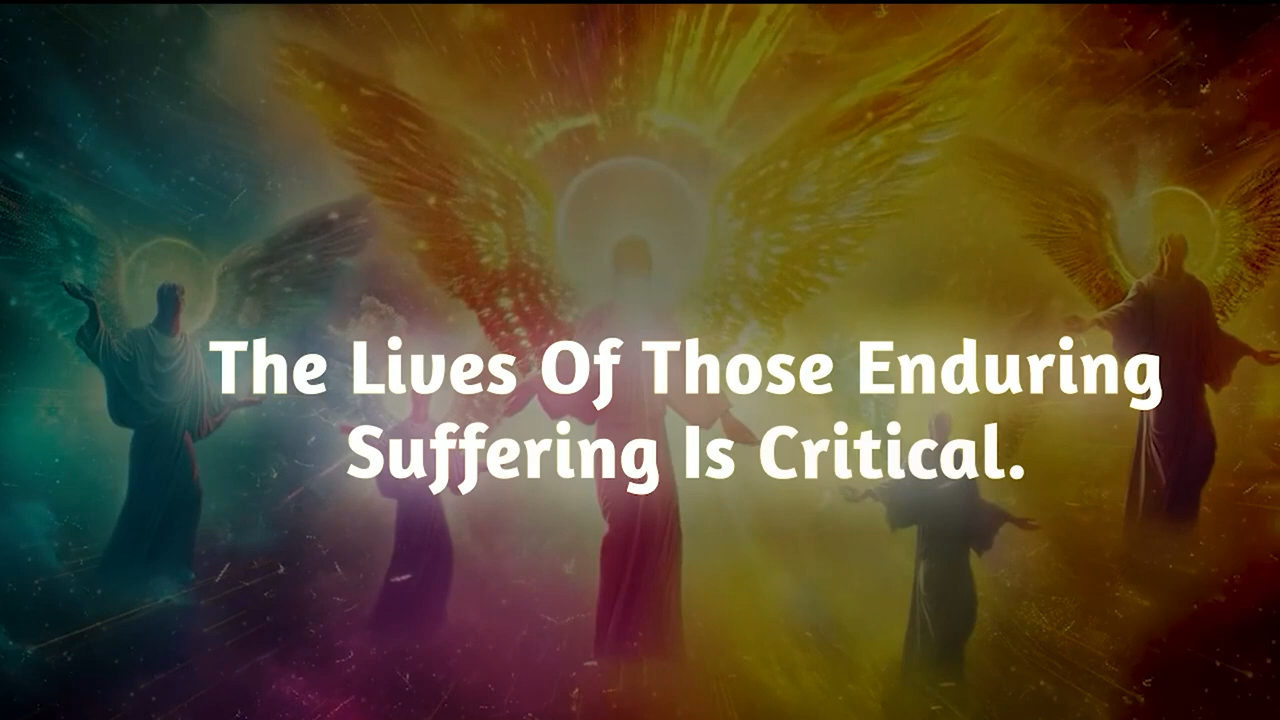 The Lives Of Those Enduring
Suffering Is Critical.